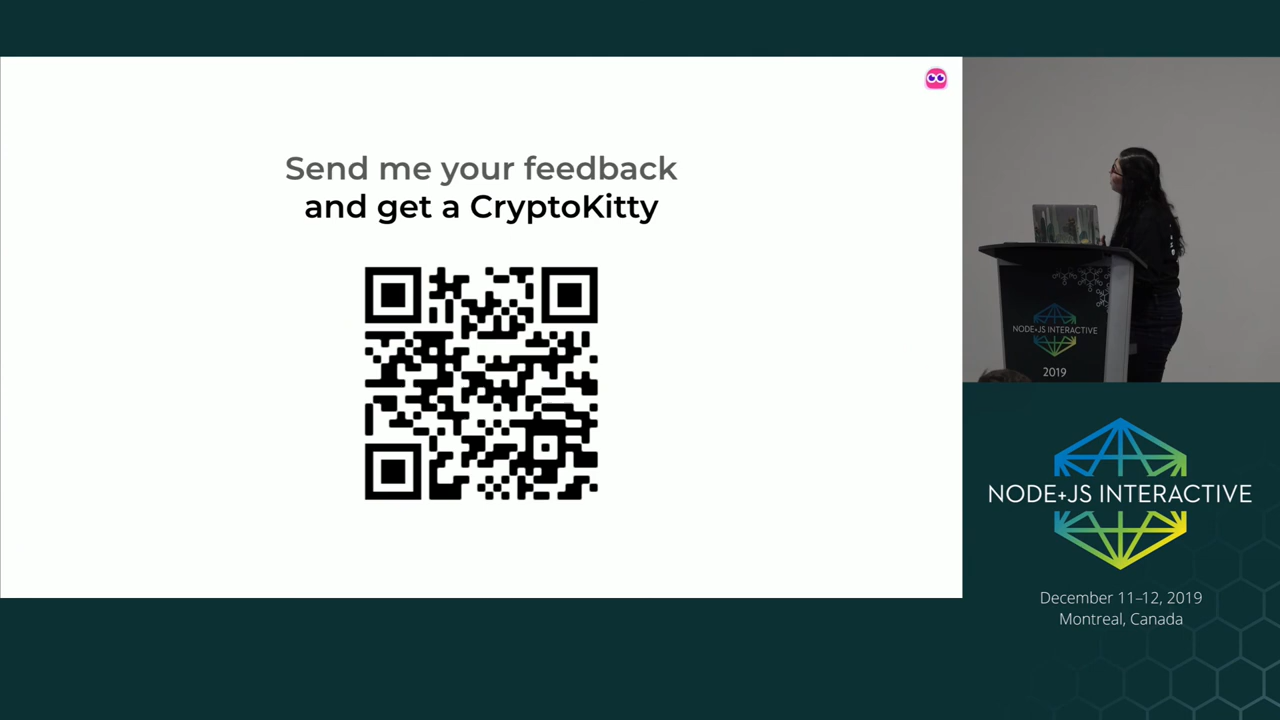 Send me your feedback
and get a CryptoKitty
NODE+JS INTERACTIVE
2019
NODE+JS INTERACTIVE
December 11–12, 2019
Montreal, Canada